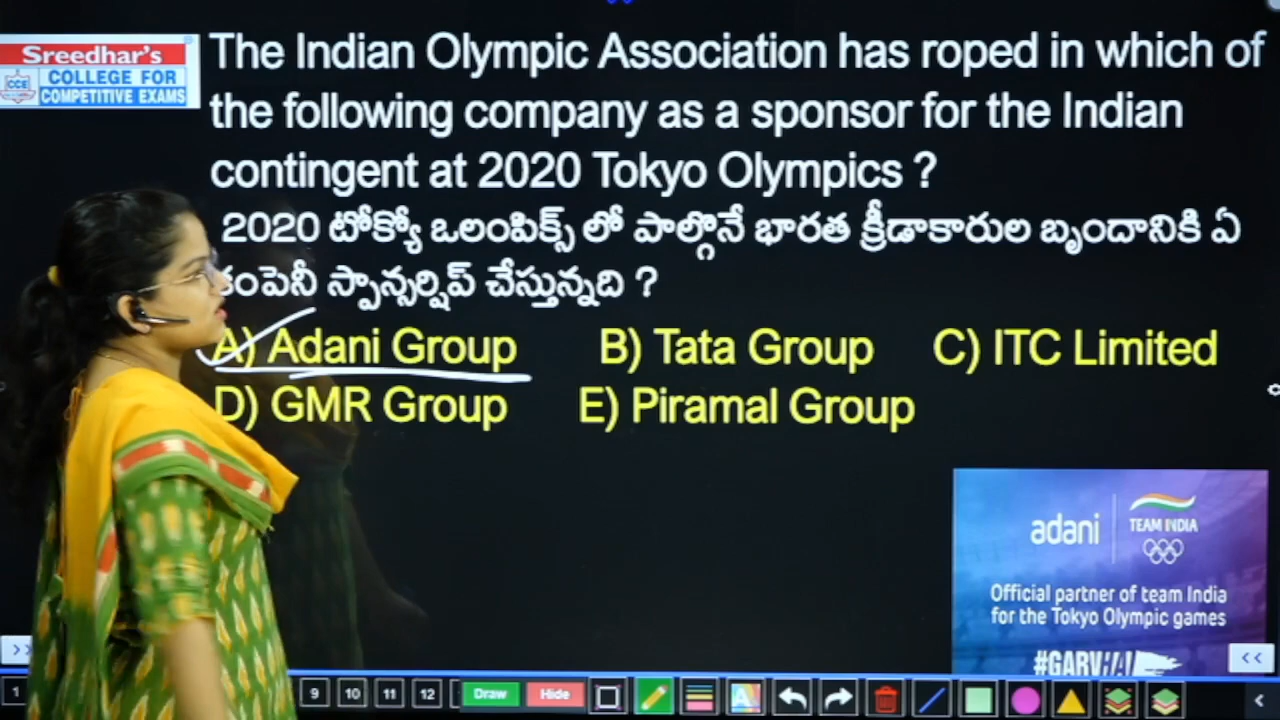 Sreedhar's
CCE
COLLEGE FOR
COMPETITIVE EXAMS
The Indian Olympic Association has roped in which of
the following company as a sponsor for the Indian
contingent at 2020 Tokyo Olympics ?
2020 టోక్యో ఒలంపిక్స్ లో పాల్గొనే భారత క్రీడాకారుల బృందానికి ఏ
కంపెనీ స్పాన్సర్షిప్ చేస్తున్నది ?
A) Adani Group B) Tata Group C) ITC Limited
D) GMR Group E) Piramal Group
adani TEAM INDIA
Official partner of team India
for the Tokyo Olympic games
>> <<
1 9 10 11 12 Draw Hide